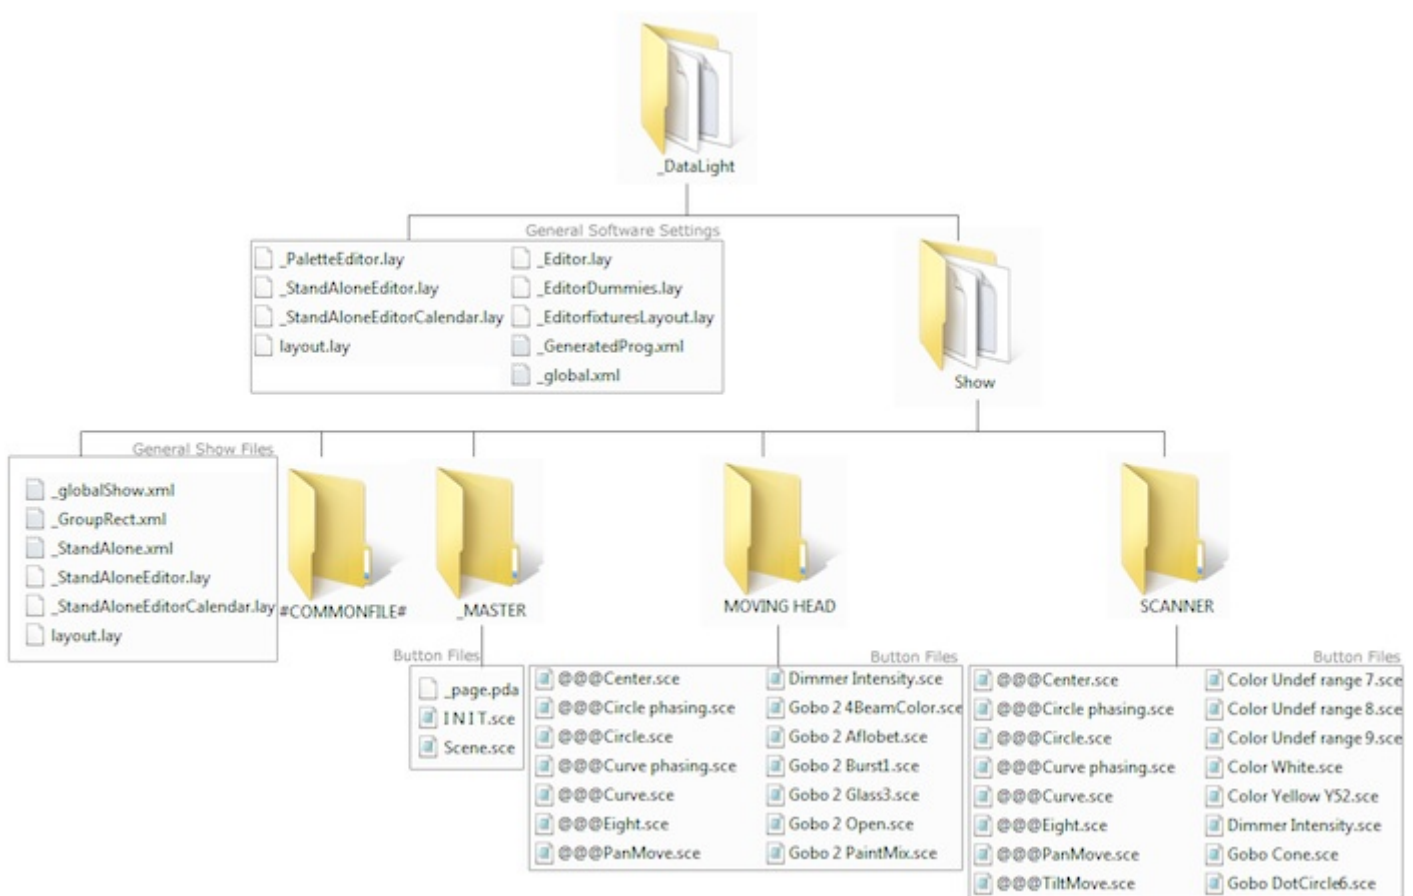 _DataLight
General Software Settings
_PaletteEditor.lay
_StandAloneEditor.lay
_StandAloneEditorCalendar.lay
layout.lay
_Editor.lay
_EditorDummies.lay
_EditorfixturesLayout.lay
_GeneratedProg.xml
_global.xml
Show
General Show Files
_globalShow.xml
_GroupRect.xml
_StandAlone.xml
_StandAloneEditor.lay
_StandAloneEditorCalendar.lay
layout.lay
#COMMONFILE#
_MASTER
MOVING HEAD
SCANNER
Button Files
_page.pda
I N I T.sce
Scene.sce
Button Files
@@@Center.sce
@@@Circle phasing.sce
@@@Circle.sce
@@@Curve phasing.sce
@@@Curve.sce
@@@Eight.sce
@@@PanMove.sce
Dimmer Intensity.sce
Gobo 2 4BeamColor.sce
Gobo 2 Aflobet.sce
Gobo 2 Burst1.sce
Gobo 2 Glass3.sce
Gobo 2 Open.sce
Gobo 2 PaintMix.sce
Button Files
@@@Center.sce
@@@Circle phasing.sce
@@@Circle.sce
@@@Curve phasing.sce
@@@Curve.sce
@@@Eight.sce
@@@PanMove.sce
@@@TiltMove.sce
Color Undef range 7.sce
Color Undef range 8.sce
Color Undef range 9.sce
Color White.sce
Color Yellow Y52.sce
Dimmer Intensity.sce
Gobo Cone.sce
Gobo DotCircle6.sce